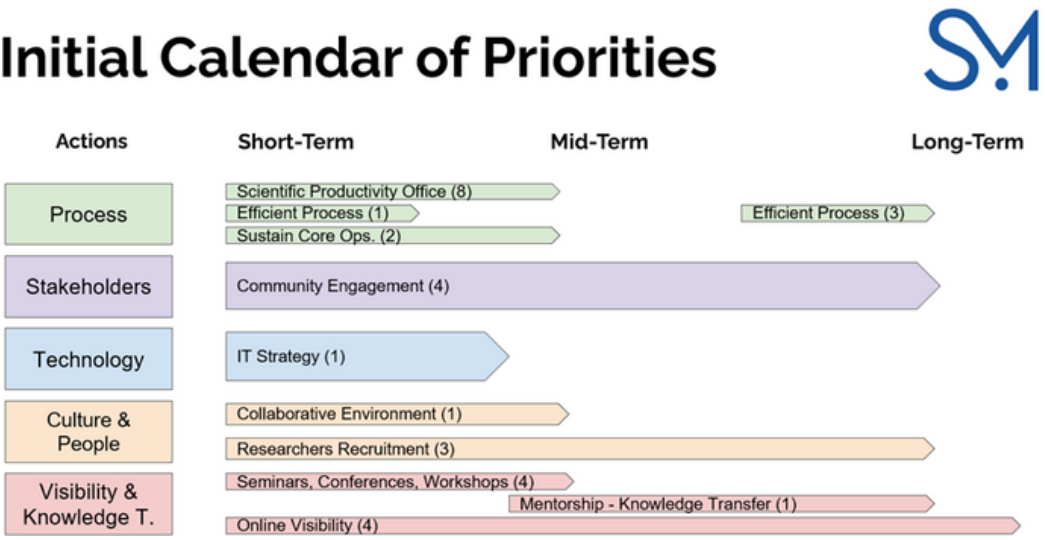 Initial Calendar of Priorities
SM
Actions
Short-Term
Mid-Term
Long-Term
Process
Scientific Productivity Office (8)
Efficient Process (1)
Efficient Process (3)
Sustain Core Ops. (2)
Stakeholders
Community Engagement (4)
Technology
IT Strategy (1)
Culture &
People
Collaborative Environment (1)
Researchers Recruitment (3)
Visibility &
Knowledge T.
Seminars, Conferences, Workshops (4)
Mentorship - Knowledge Transfer (1)
Online Visibility (4)